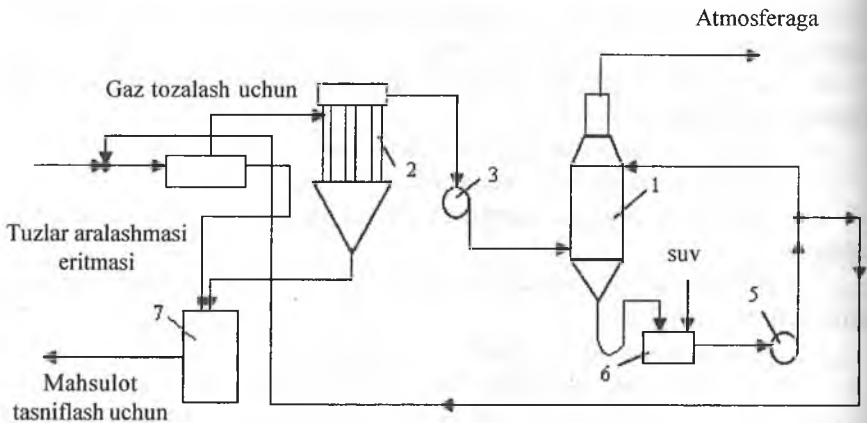 Atmosferaga
Gaz tozalash uchun
2
3
1
Tuzlar aralashmasi
eritmasi
suv
7
5
6
Mahsulot
tasniflash uchun